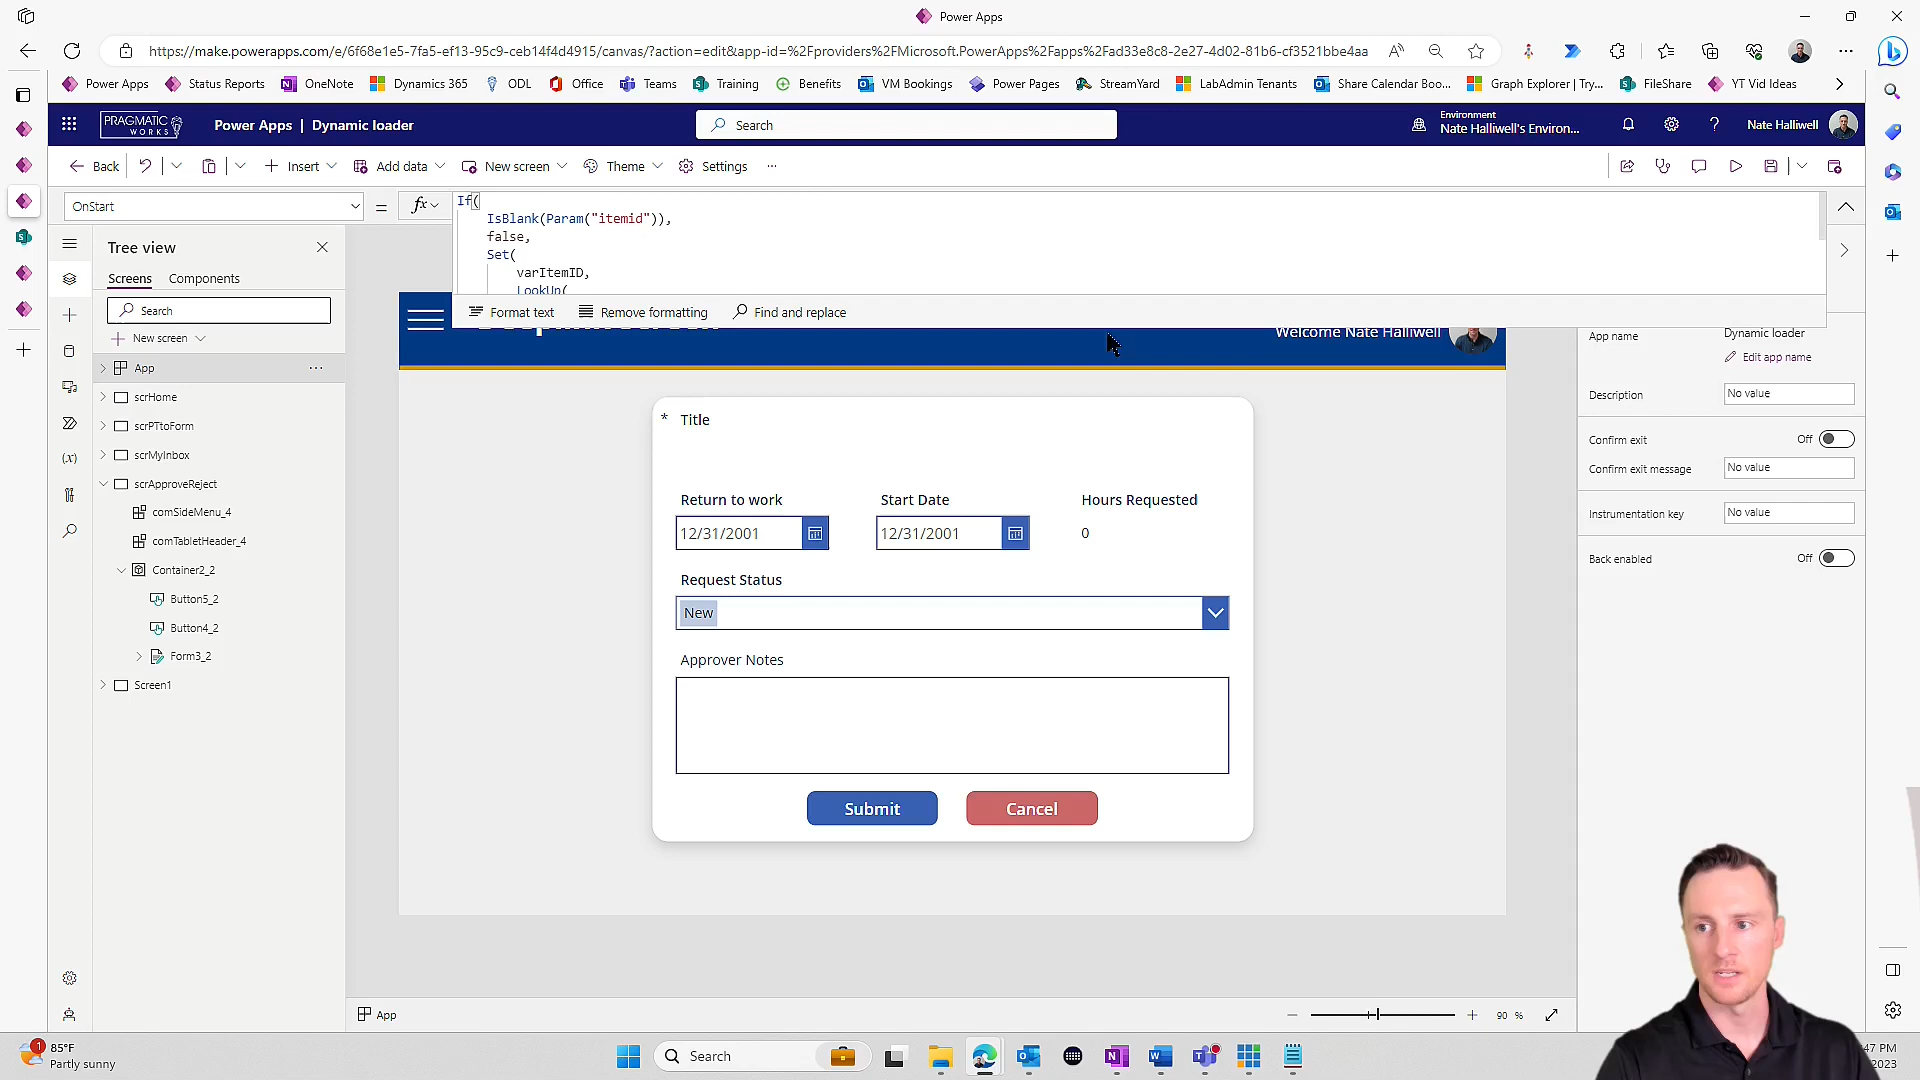 Power Apps
https://make.powerapps.com/e/6f68e1e5-7fa5-ef13-95c9-ceb14f4d4915/canvas/?action=edit&app-id=%2Fproviders%2FMicrosoft.PowerApps%2Fapps%2Fad33e8c8-2e27-4d02-81b6-cf3521bbe4aa
Power Apps Status Reports OneNote Dynamics 365 ODL Office Teams Training Benefits VM Bookings Power Pages StreamYard LabAdmin Tenants Share Calendar Boo... Graph Explorer | Try... FileShare YT Vid Ideas
PRAGMATIC WORKS Power Apps | Dynamic loader Search Environment Nate Halliwell's Environ... Nate Halliwell
Back Insert Add data New screen Theme Settings ...
OnStart = fx
If(
IsBlank(Param("itemid")),
false,
Set(
varItemID,
LookUp(
Format text Remove formatting Find and replace
Tree view
Screens Components
Search
New screen
App ...
scrHome
scrPTtoForm
scrMyInbox
scrApproveReject
comSideMenu_4
comTabletHeader_4
Container2_2
Button5_2
Button4_2
Form3_2
Screen1
Welcome Nate Halliwell
* Title
Return to work Start Date Hours Requested
12/31/2001 12/31/2001 0
Request Status
New
Approver Notes
Submit Cancel
App name Dynamic loader
Edit app name
Description No value
Confirm exit Off
Confirm exit message No value
Instrumentation key No value
Back enabled Off
App 90 %
1 85°F
Partly sunny
Search
:47 PM
2023